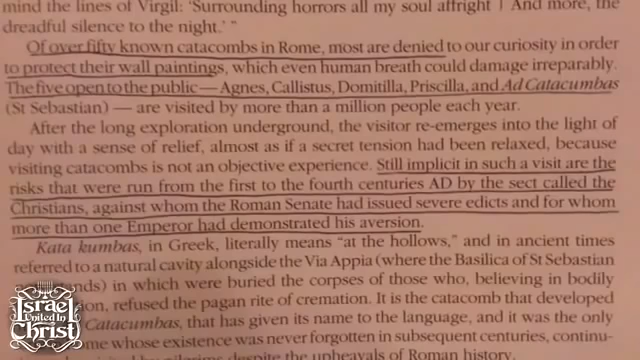 mind the lines of Virgil: 'Surrounding horrors all my soul affright | And more, the
dreadful silence to the night.' ”
Of over fifty known catacombs in Rome, most are denied to our curiosity in order
to protect their wall paintings, which even human breath could damage irreparably.
The five open to the public — Agnes, Callistus, Domitilla, Priscilla, and Ad Catacumbas
(St Sebastian) — are visited by more than a million people each year.
After the long exploration underground, the visitor re-emerges into the light of
day with a sense of relief, almost as if a secret tension had been relaxed, because
visiting catacombs is not an objective experience. Still implicit in such a visit are the
risks that were run from the first to the fourth centuries AD by the sect called the
Christians, against whom the Roman Senate had issued severe edicts and for whom
more than one Emperor had demonstrated his aversion.
Kata kumbas, in Greek, literally means “at the hollows,” and in ancient times
referred to a natural cavity alongside the Via Appia (where the Basilica of St Sebastian
nds) in which were buried the corpses of those who, believing in bodily
ion, refused the pagan rite of cremation. It is the catacomb that developed
Catacumbas, that has given its name to the language, and it was the only
ome whose existence was never forgotten in subsequent centuries, continu-
pilgrims despite the upheavals of Roman history.
Israel
United In
Christ